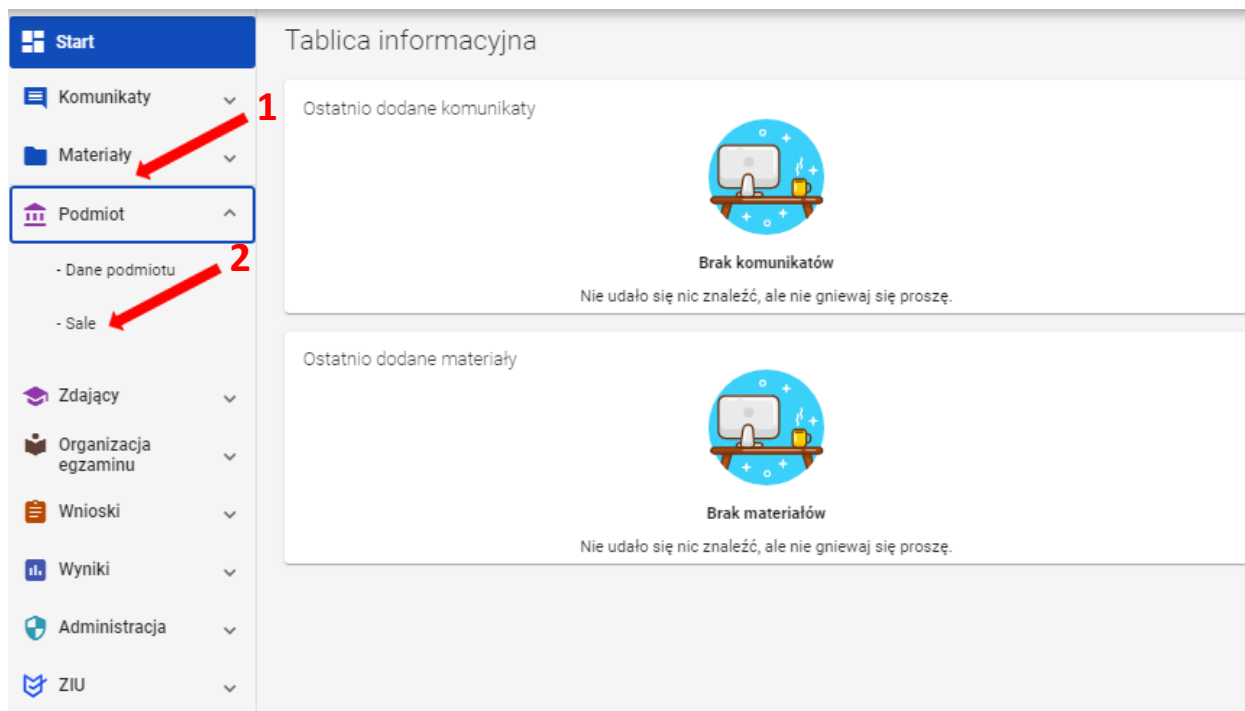 Start
Komunikaty
1
Materiały
Podmiot
2
- Dane podmiotu
- Sale
Zdający
Organizacja
egzaminu
Wnioski
Wyniki
Administracja
ZIU
Tablica informacyjna
Ostatnio dodane komunikaty
Brak komunikatów
Nie udało się nic znaleźć, ale nie gniewaj się proszę.
Ostatnio dodane materiały
Brak materiałów
Nie udało się nic znaleźć, ale nie gniewaj się proszę.